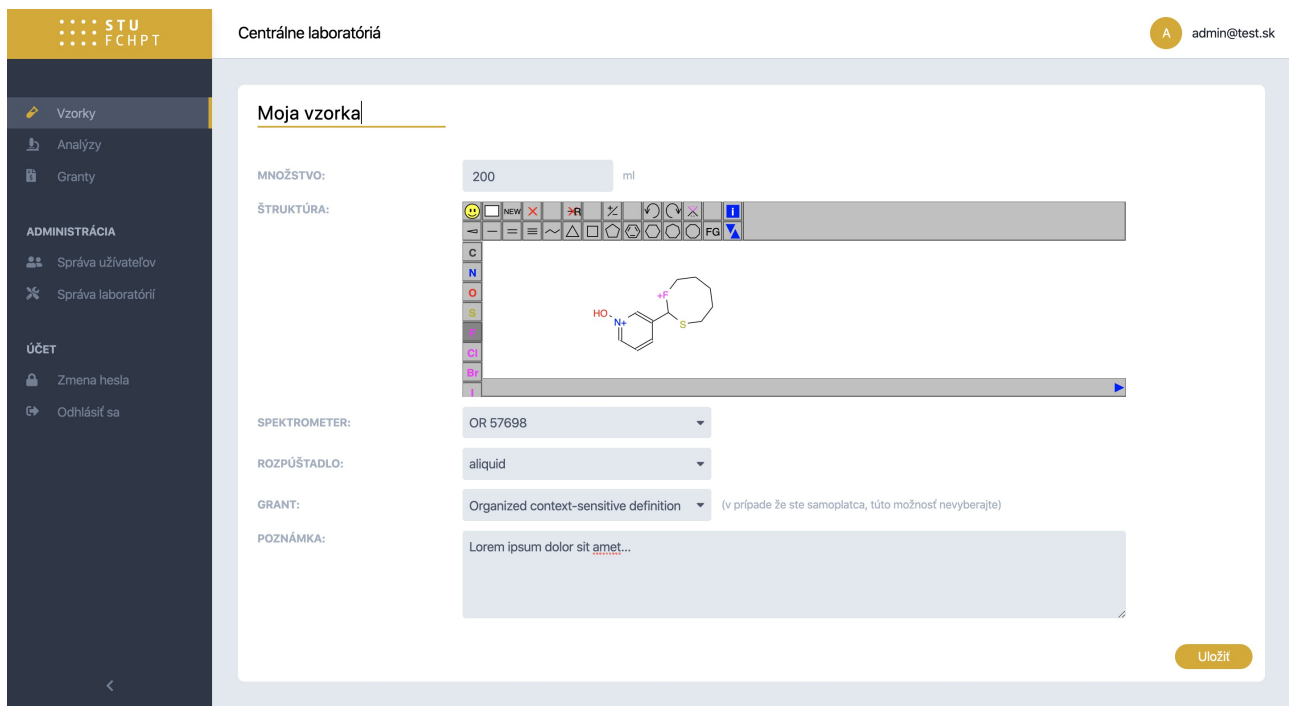 STU
FCHPT
Centrálne laboratóriá
A
admin@test.sk
Vzorky
Analýzy
Granty
ADMINISTRÁCIA
Správa užívateľov
Správa laboratórií
ÚČET
Zmena hesla
Odhlásiť sa
Moja vzorka
MNOŽSTVO:
200
ml
ŠTRUKTÚRA:
NEW
R
+/-
i
FG
C
N
O
S
Cl
Br
I
+F
HO
N+
S
SPEKTROMETER:
OR 57698
ROZPÚŠTADLO:
aliquid
GRANT:
Organized context-sensitive definition
(v prípade že ste samoplatca, túto možnosť nevyberajte)
POZNÁMKA:
Lorem ipsum dolor sit amet...
Uložiť